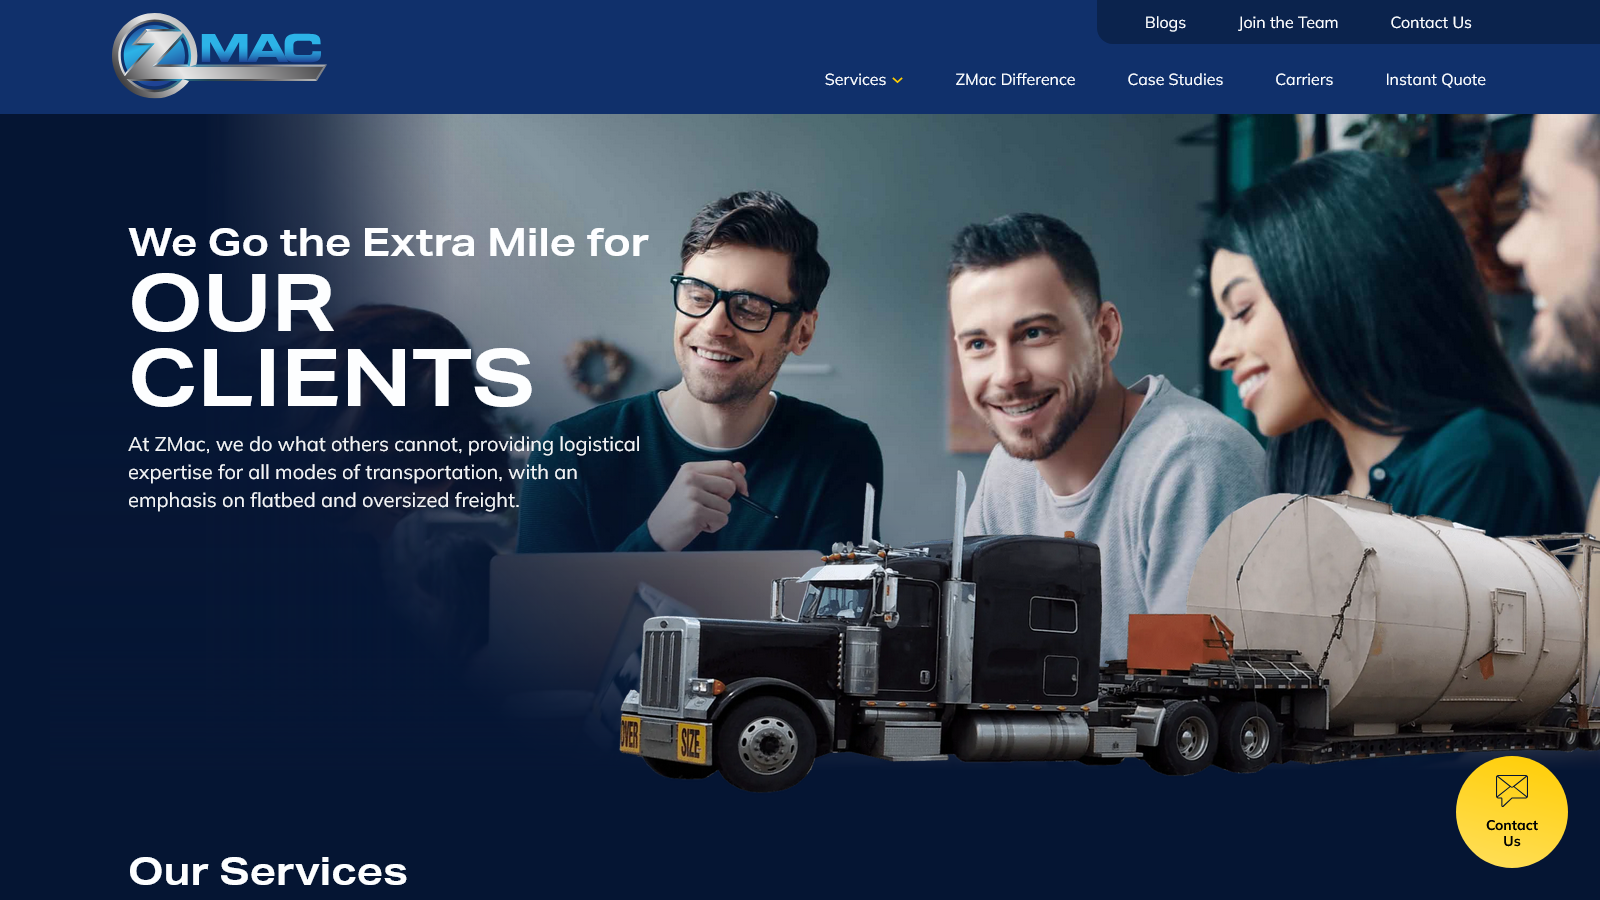 ZMAC
Blogs
Join the Team
Contact Us
Services
ZMac Difference
Case Studies
Carriers
Instant Quote
We Go the Extra Mile for
OUR
CLIENTS
At ZMac, we do what others cannot, providing logistical
expertise for all modes of transportation, with an
emphasis on flatbed and oversized freight.
OVER SIZE
Contact
Us
Our Services